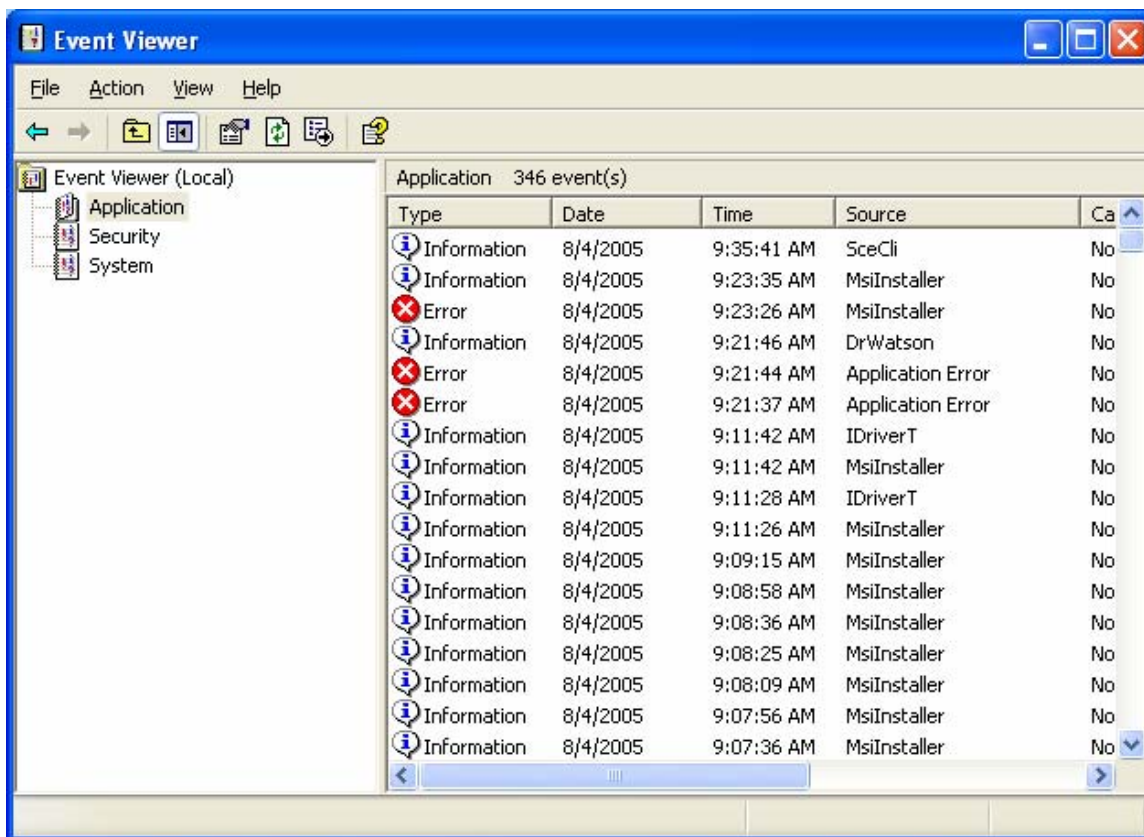 Event Viewer
File Action View Help
Event Viewer (Local)
Application
Security
System
Application 346 event(s)
Type Date Time Source Ca
Information 8/4/2005 9:35:41 AM SceCli No
Information 8/4/2005 9:23:35 AM MsiInstaller No
Error 8/4/2005 9:23:26 AM MsiInstaller No
Information 8/4/2005 9:21:46 AM DrWatson No
Error 8/4/2005 9:21:44 AM Application Error No
Error 8/4/2005 9:21:37 AM Application Error No
Information 8/4/2005 9:11:42 AM IDriverT No
Information 8/4/2005 9:11:42 AM MsiInstaller No
Information 8/4/2005 9:11:28 AM IDriverT No
Information 8/4/2005 9:11:26 AM MsiInstaller No
Information 8/4/2005 9:09:15 AM MsiInstaller No
Information 8/4/2005 9:08:58 AM MsiInstaller No
Information 8/4/2005 9:08:36 AM MsiInstaller No
Information 8/4/2005 9:08:25 AM MsiInstaller No
Information 8/4/2005 9:08:09 AM MsiInstaller No
Information 8/4/2005 9:07:56 AM MsiInstaller No
Information 8/4/2005 9:07:36 AM MsiInstaller No